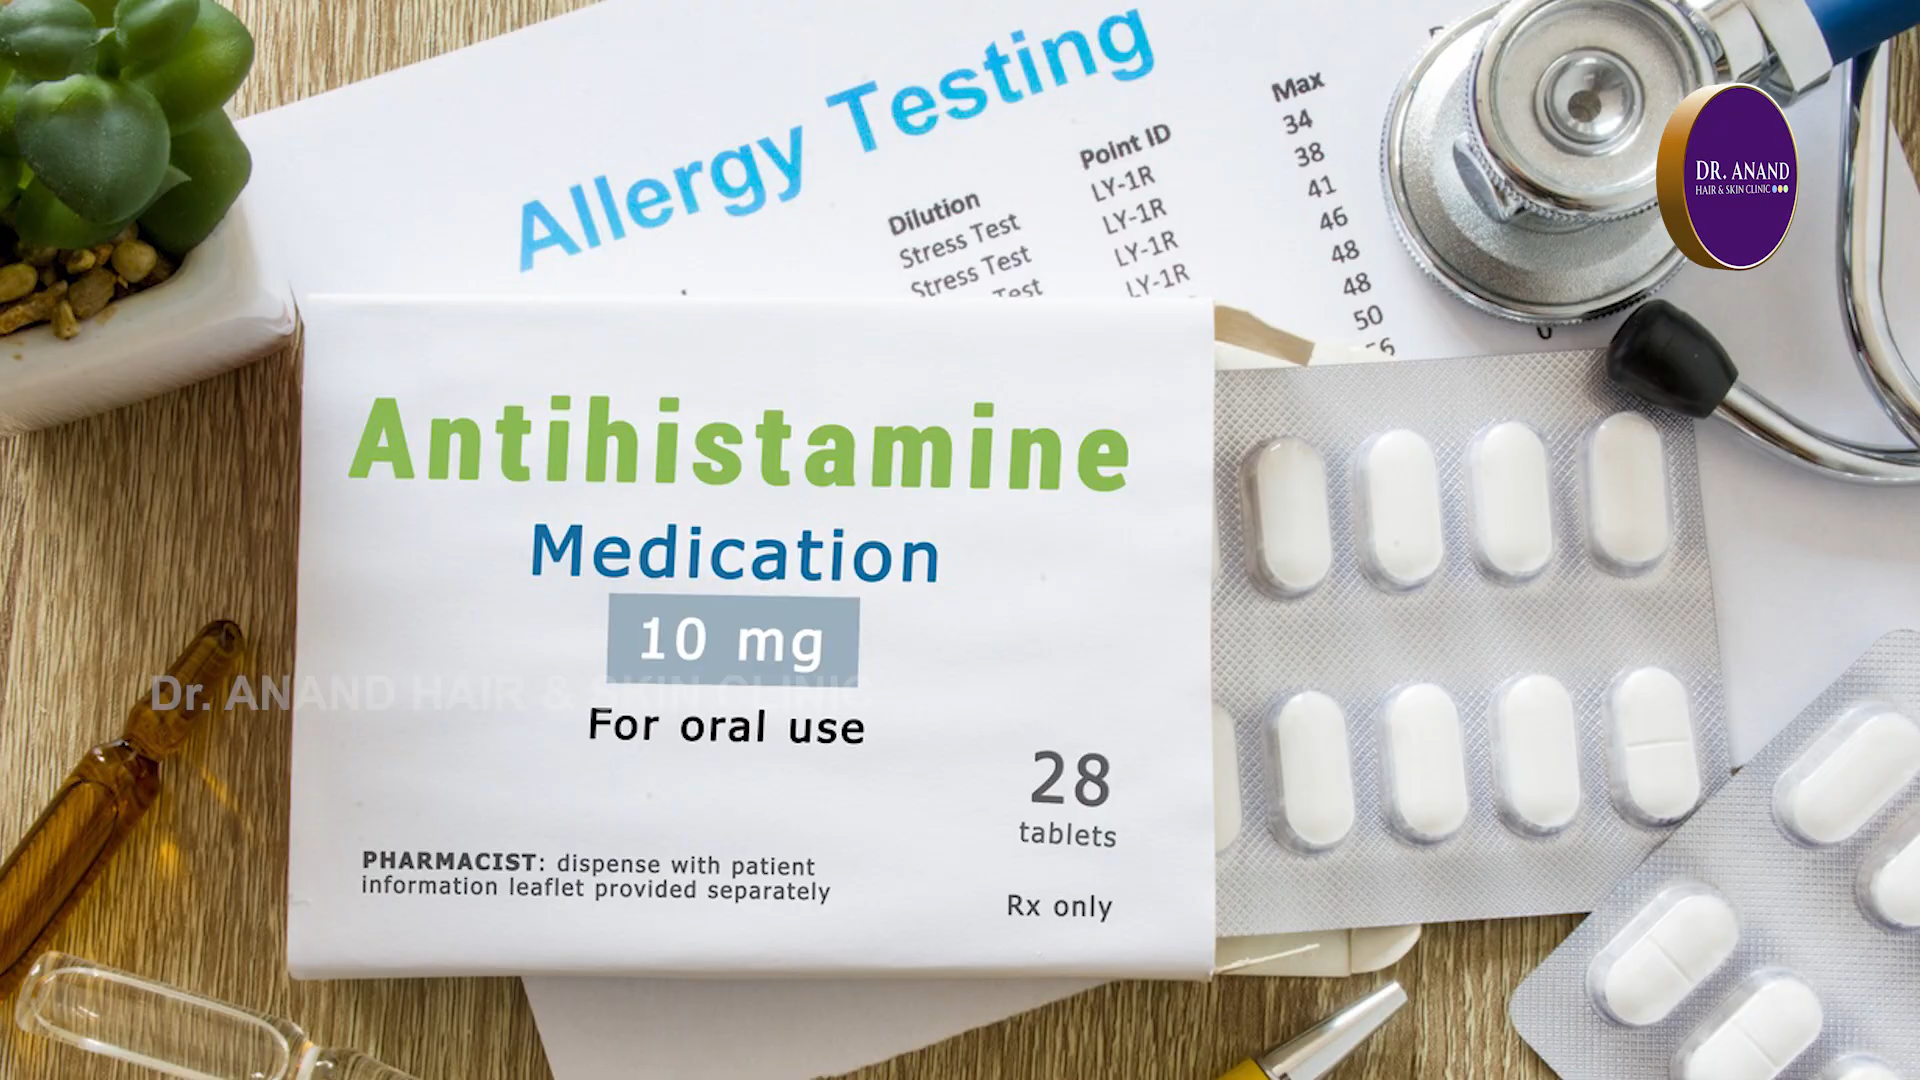 Allergy Testing
Dilution Point ID Max
Stress Test LY-1R 34
Stress Test LY-1R 38
Test LY-1R 41
LY-1R 46
48
48
50
DR. ANAND
HAIR & SKIN CLINIC
Antihistamine
Medication
10 mg
Dr. ANAND HAIR & SKIN CLINIC
For oral use
28
tablets
PHARMACIST: dispense with patient
information leaflet provided separately
Rx only